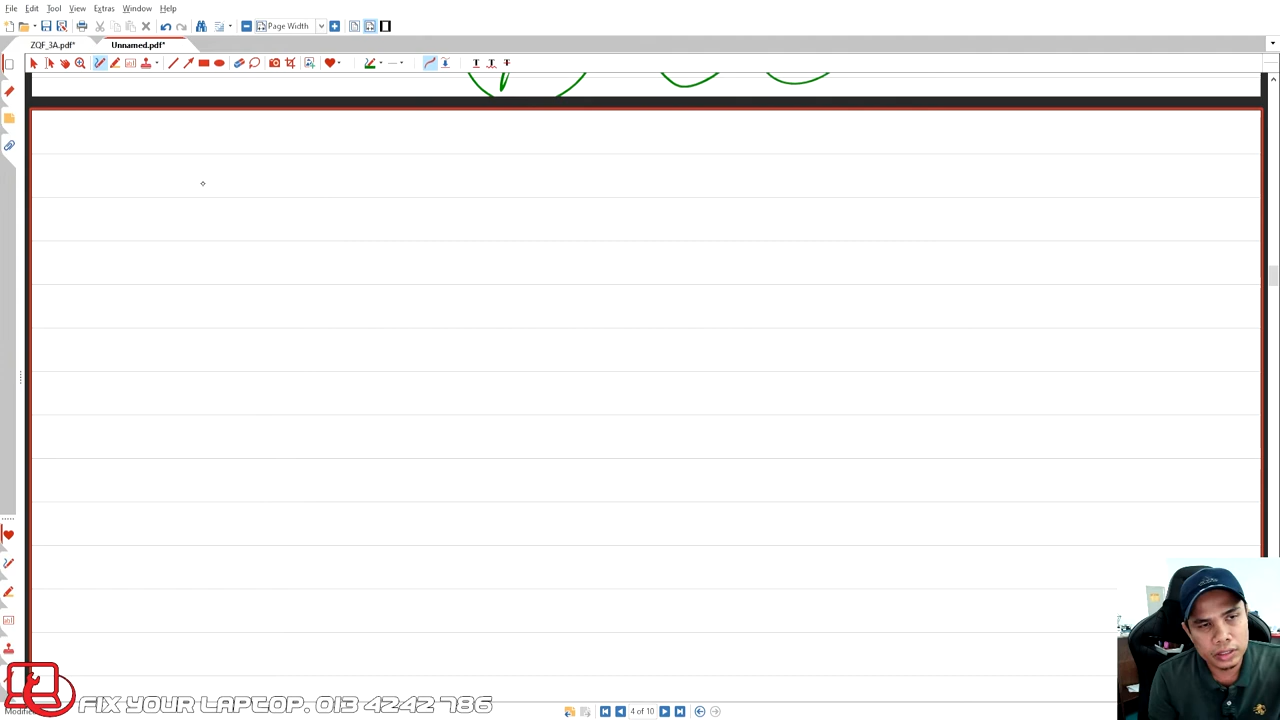 File Edit Tool View Extras Window Help
Page Width
ZQF_3A.pdf* Unnamed.pdf*
4 of 10
FIX YOUR LAPTOP. 013 4242 786